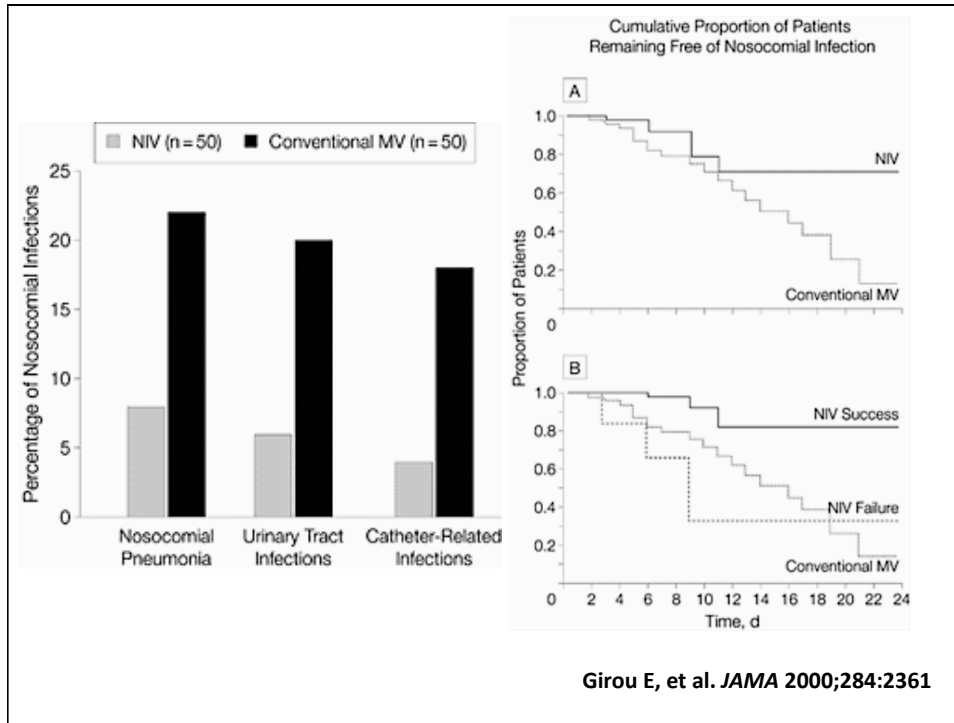 NIV (n = 50) Conventional MV (n = 50)
Percentage of Nosocomial Infections
25
20
15
10
5
0
Nosocomial
Pneumonia
Urinary Tract
Infections
Catheter-Related
Infections
Cumulative Proportion of Patients
Remaining Free of Nosocomial Infection
Proportion of Patients
A
1.0
0.8
0.6
0.4
0.2
0
NIV
Conventional MV
B
1.0
0.8
0.6
0.4
0.2
NIV Success
NIV Failure
Conventional MV
0 0 2 4 6 8 10 12 14 16 18 20 22 24
Time, d
Girou E, et al. JAMA 2000;284:2361